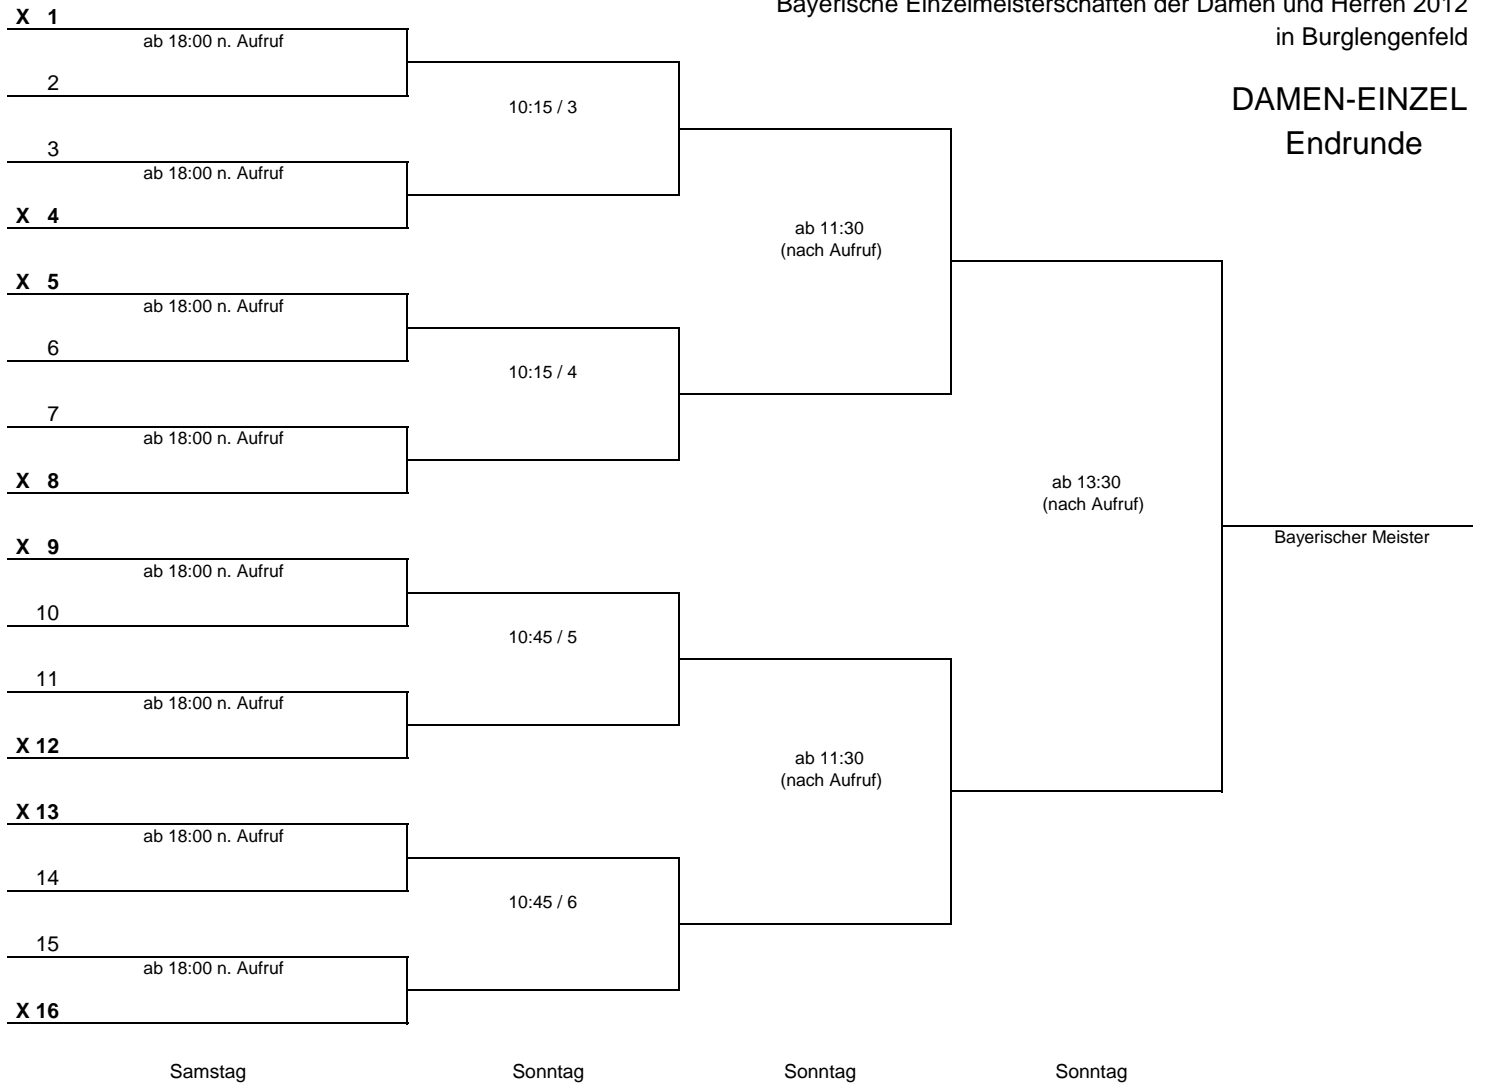 Bayerische Einzelmeisterschaften der Damen und Herren 2012
in Burglengenfeld
DAMEN-EINZEL
Endrunde
X 1
ab 18:00 n. Aufruf
2
10:15 / 3
3
ab 18:00 n. Aufruf
X 4
ab 11:30
(nach Aufruf)
X 5
ab 18:00 n. Aufruf
6
10:15 / 4
7
ab 18:00 n. Aufruf
X 8
ab 13:30
(nach Aufruf)
Bayerischer Meister
X 9
ab 18:00 n. Aufruf
10
10:45 / 5
11
ab 18:00 n. Aufruf
X 12
ab 11:30
(nach Aufruf)
X 13
ab 18:00 n. Aufruf
14
10:45 / 6
15
ab 18:00 n. Aufruf
X 16
Samstag Sonntag Sonntag Sonntag